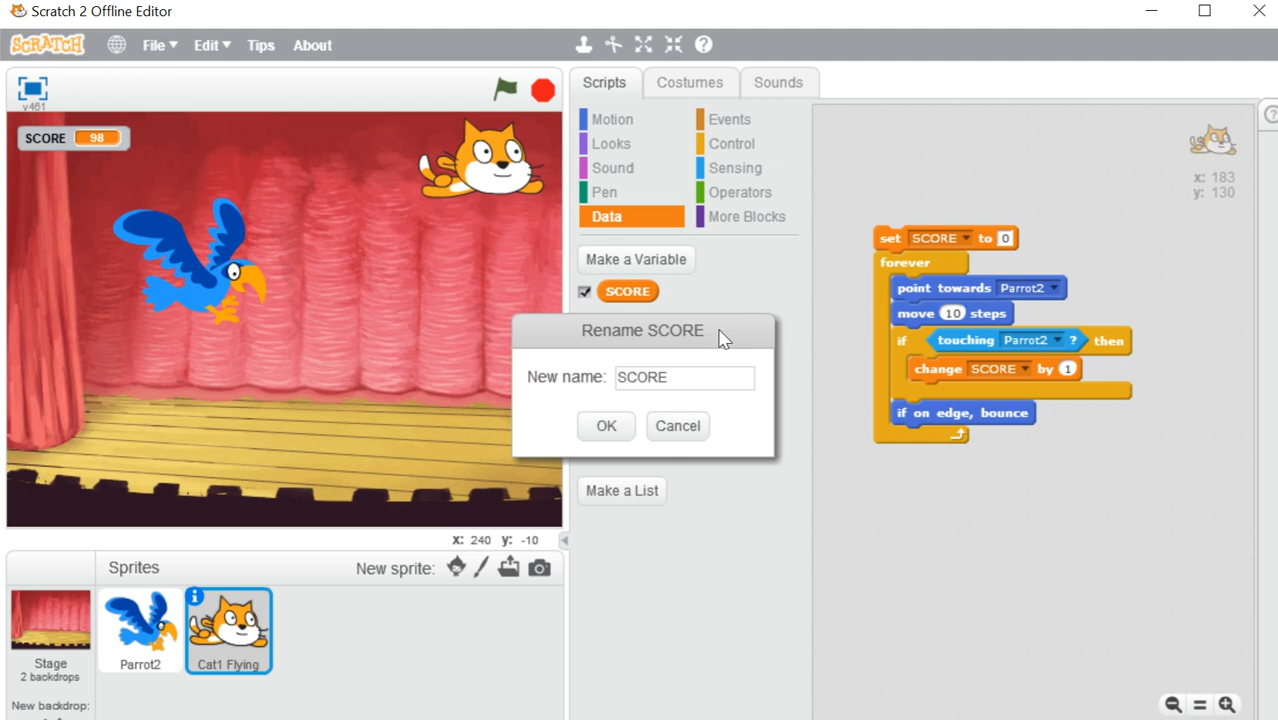 Scratch 2 Offline Editor
SCRATCH File Edit Tips About
v461
SCORE 98
Scripts Costumes Sounds
Motion Events
Looks Control
Sound Sensing
Pen Operators
Data More Blocks
Make a Variable
SCORE
Rename SCORE
New name: SCORE
OK Cancel
Make a List
x: 183
y: 130
set SCORE to 0
forever
point towards Parrot2
move 10 steps
if touching Parrot2 ? then
change SCORE by 1
if on edge, bounce
x: 240 y: -10
Sprites New sprite:
Stage
2 backdrops
New backdrop:
Parrot2
Cat1 Flying